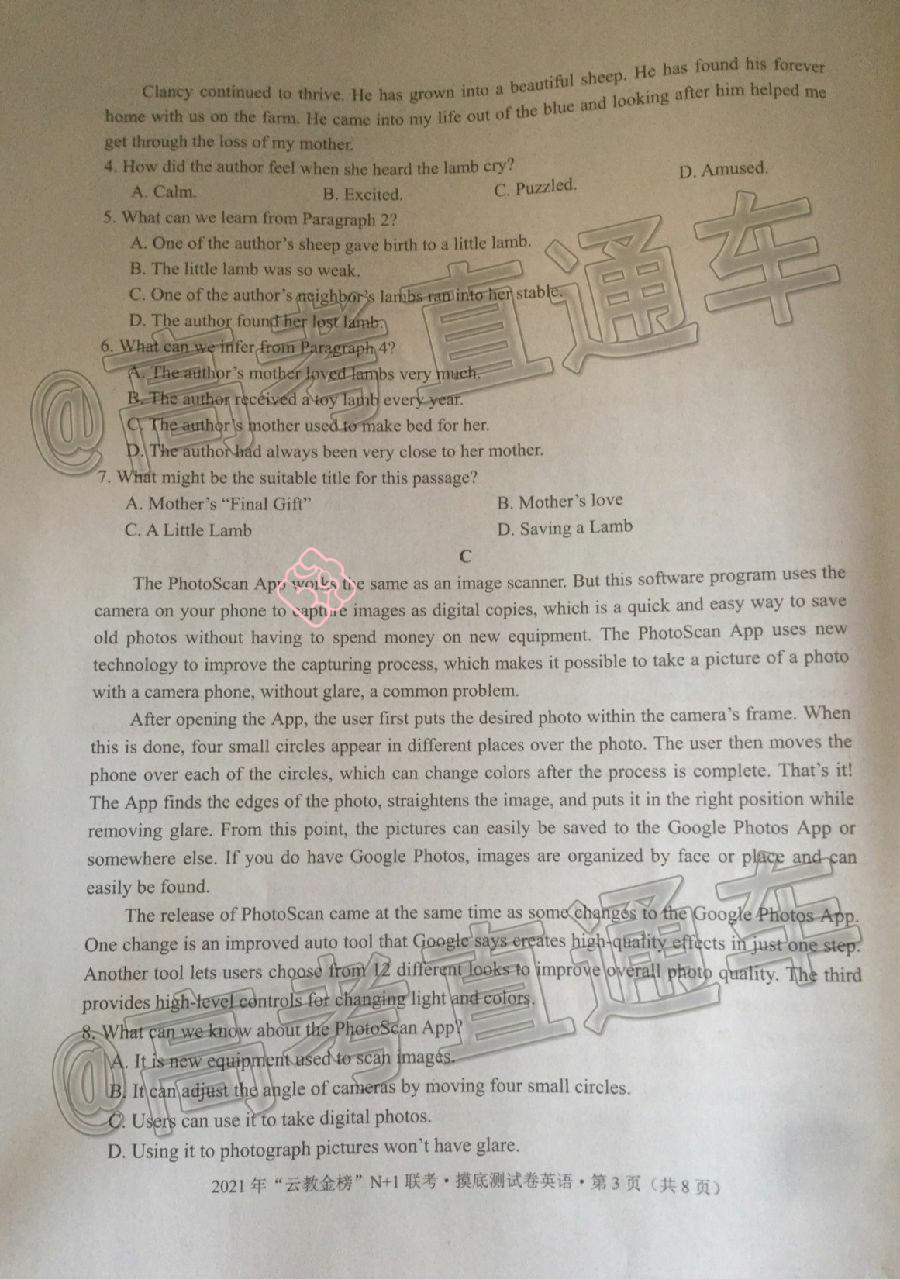 Clancy continued to thrive. He has grown into a beautiful sheep. He has found his forever
home with us on the farm. He came into my life out of the blue and looking after him helped me
get through the loss of my mother.
4. How did the author feel when she heard the lamb cry?
A. Calm. B. Excited. C. Puzzled. D. Amused.
5. What can we learn from Paragraph 2?
A. One of the author's sheep gave birth to a little lamb.
B. The little lamb was so weak.
C. One of the author's neighbor's lambs ran into her stable.
D. The author found her lost lamb.
6. What can we infer from Paragraph 4?
A. The author's mother loved lambs very much.
B. The author received a toy lamb every year.
C. The author's mother used to make bed for her.
D. The author had always been very close to her mother.
7. What might be the suitable title for this passage?
A. Mother's “Final Gift” B. Mother's love
C. A Little Lamb D. Saving a Lamb
C
The PhotoScan App works the same as an image scanner. But this software program uses the
camera on your phone to capture images as digital copies, which is a quick and easy way to save
old photos without having to spend money on new equipment. The PhotoScan App uses new
technology to improve the capturing process, which makes it possible to take a picture of a photo
with a camera phone, without glare, a common problem.
After opening the App, the user first puts the desired photo within the camera's frame. When
this is done, four small circles appear in different places over the photo. The user then moves the
phone over each of the circles, which can change colors after the process is complete. That's it!
The App finds the edges of the photo, straightens the image, and puts it in the right position while
removing glare. From this point, the pictures can easily be saved to the Google Photos App or
somewhere else. If you do have Google Photos, images are organized by face or place and can
easily be found.
The release of PhotoScan came at the same time as some changes to the Google Photos App.
One change is an improved auto tool that Google says creates high-quality effects in just one step.
Another tool lets users choose from 12 different looks to improve overall photo quality. The third
provides high-level controls for changing light and colors.
8. What can we know about the PhotoScan App?
A. It is new equipment used to scan images.
B. It can adjust the angle of cameras by moving four small circles.
C. Users can use it to take digital photos.
D. Using it to photograph pictures won't have glare.
2021年“云教金榜”N+1联考·摸底测试卷英语·第3页（共8页）
@高考直通车
@高考直通车